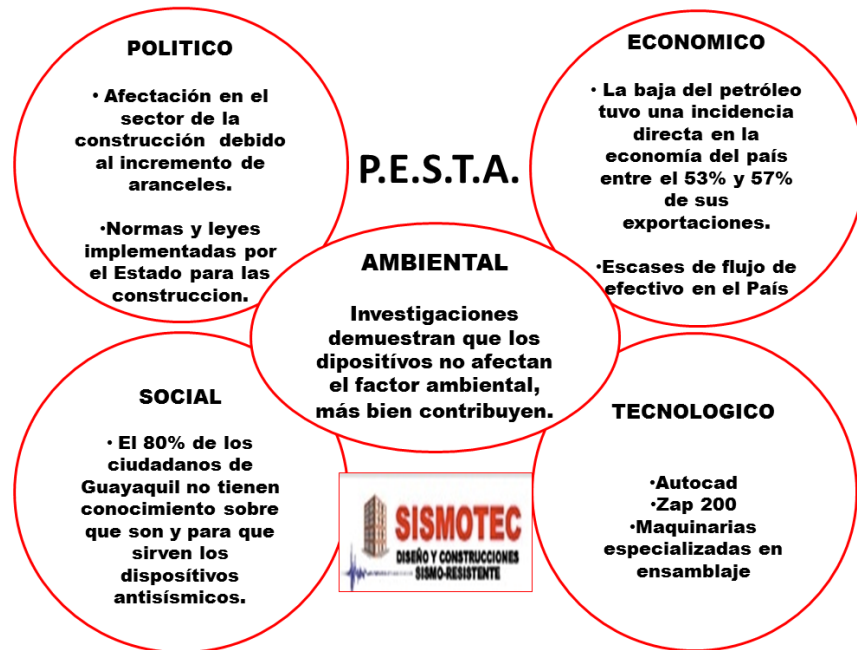 POLITICO
• Afectación en el
sector de la
construcción debido
al incremento de
aranceles.
•Normas y leyes
implementadas por
el Estado para las
construccion.
P.E.S.T.A.
ECONOMICO
• La baja del petróleo
tuvo una incidencia
directa en la
economía del país
entre el 53% y 57%
de sus
exportaciones.
•Escases de flujo de
efectivo en el País
AMBIENTAL
Investigaciones
demuestran que los
dipositívos no afectan
el factor ambiental,
más bien contribuyen.
SOCIAL
• El 80% de los
ciudadanos de
Guayaquil no tienen
conocimiento sobre
que son y para que
sirven los
disposítivos
antisísmicos.
SISMOTEC
DISEÑO Y CONSTRUCCIONES
SISMO-RESISTENTE
TECNOLOGICO
•Autocad
•Zap 200
•Maquinarias
especializadas en
ensamblaje